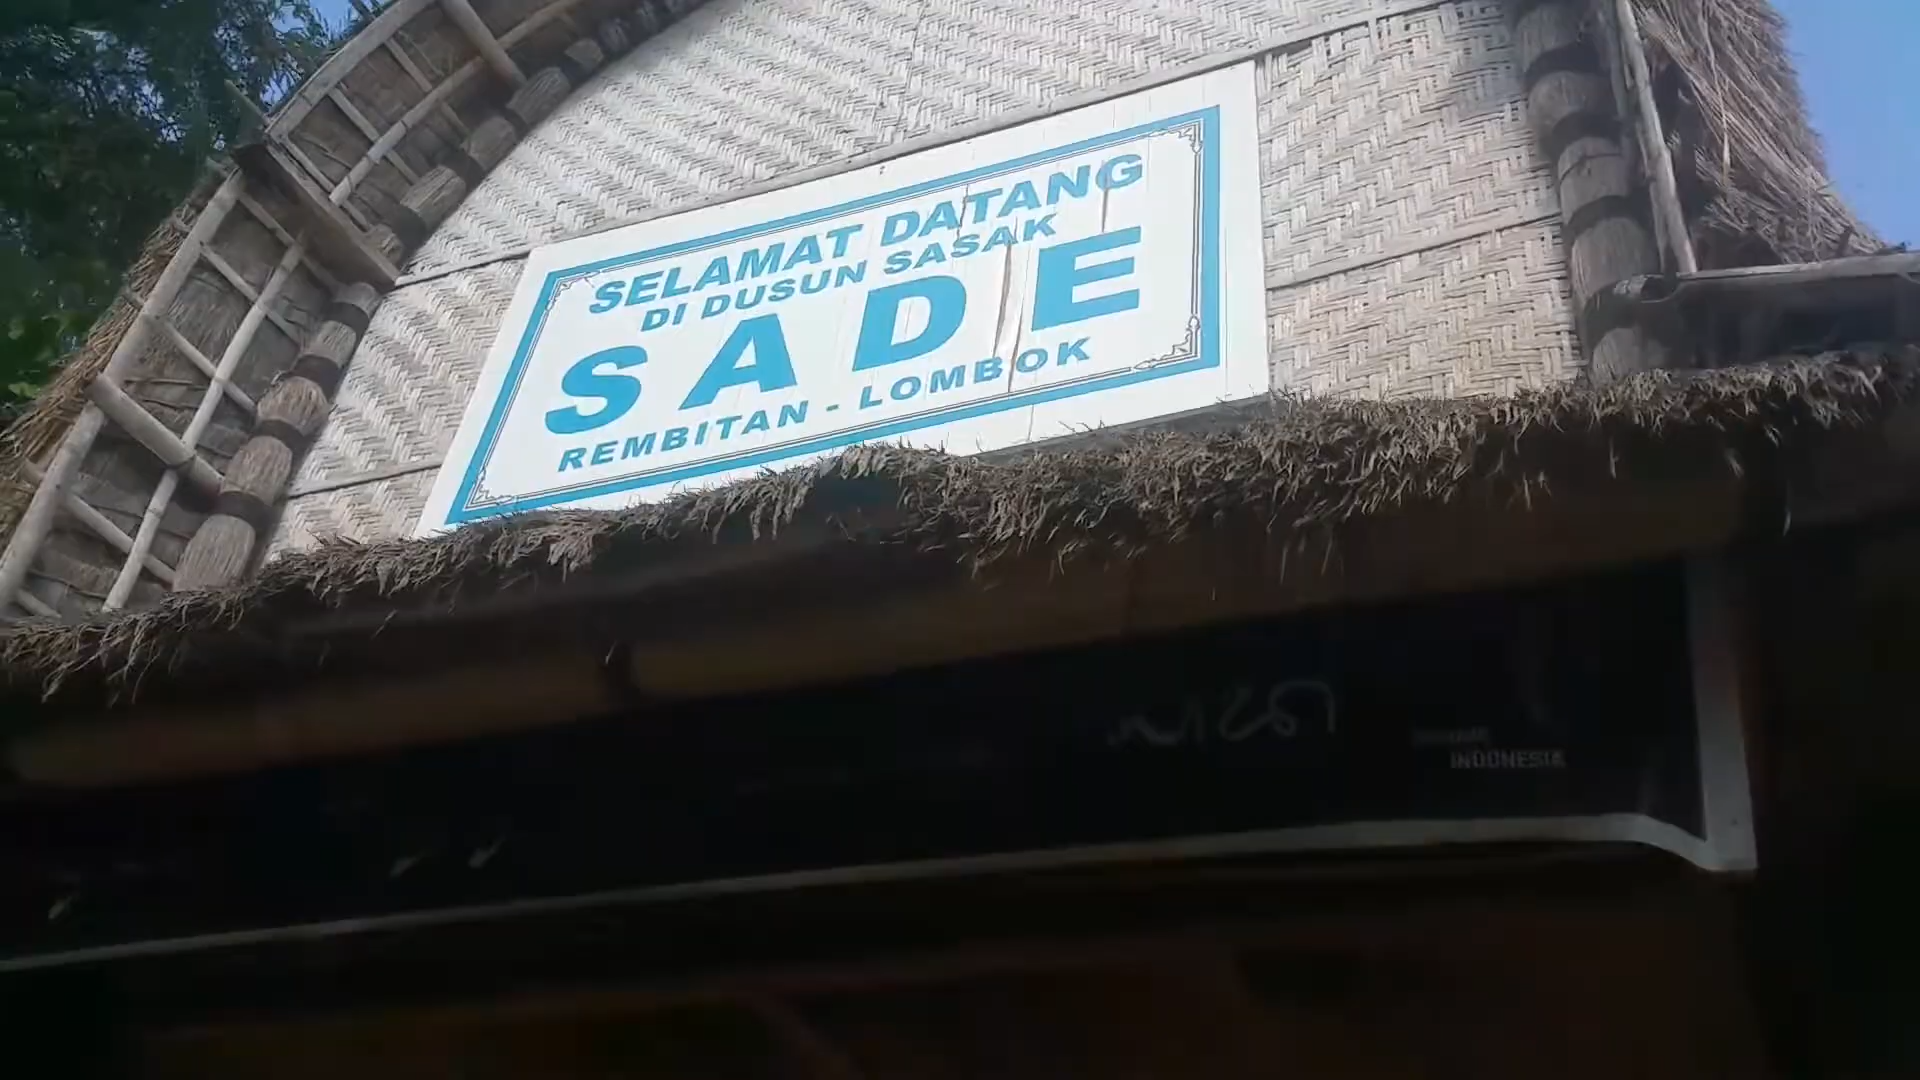 SELAMAT DATANG
DI DUSUN SASAK
SADE
REMBITAN - LOMBOK
INDONESIA